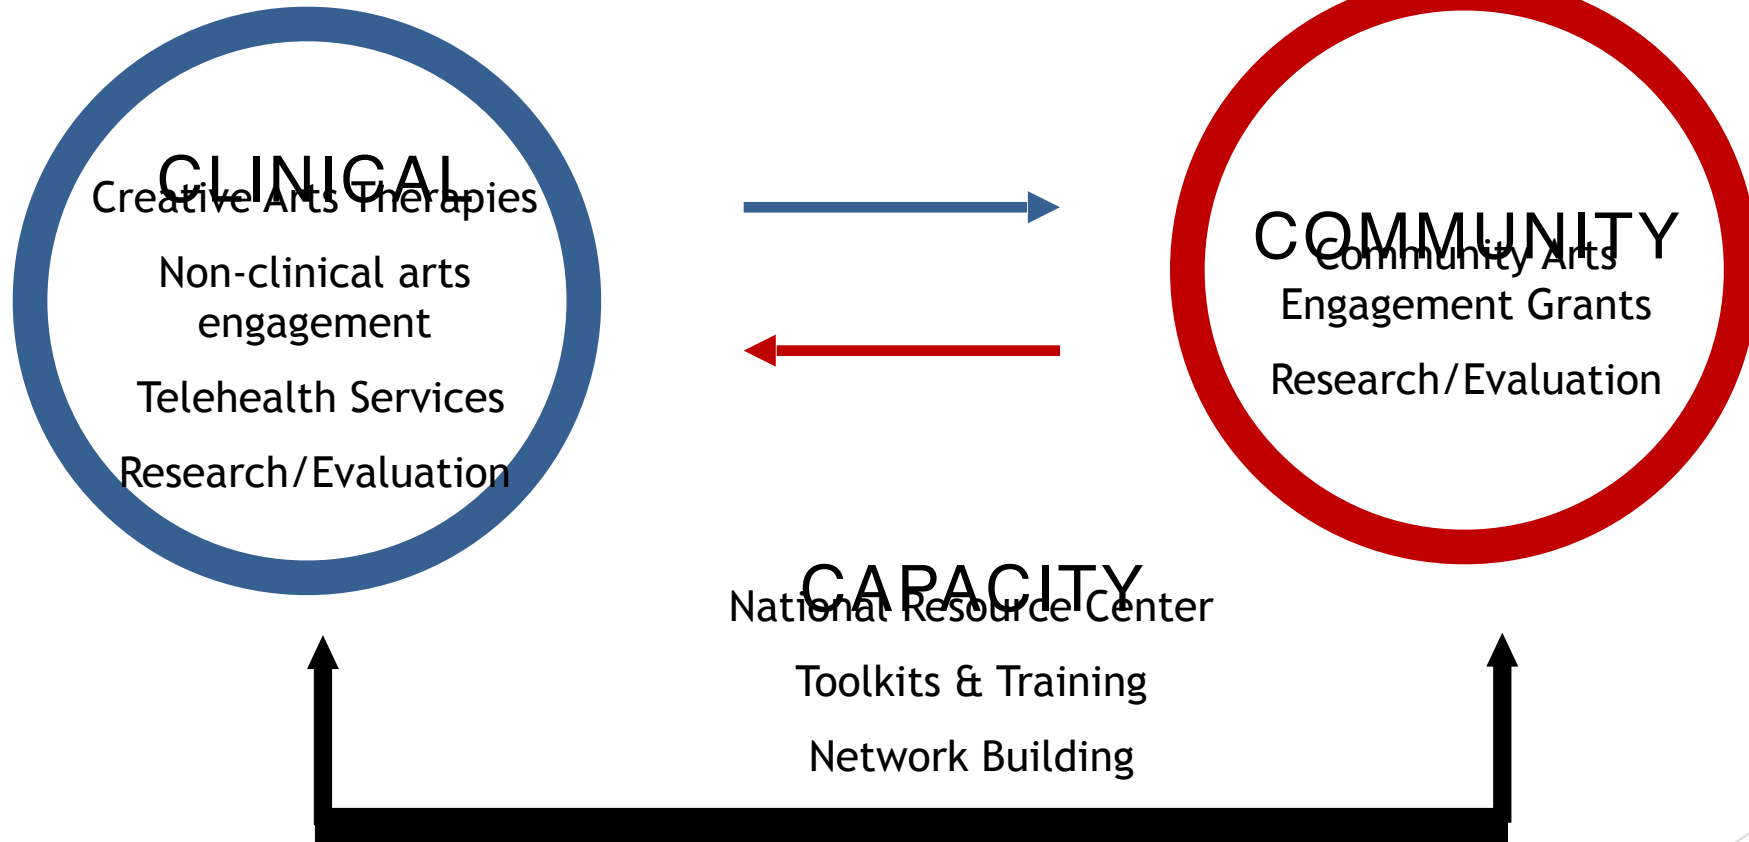 CLINICAL
Creative Arts Therapies
Non-clinical arts
engagement
Telehealth Services
Research/Evaluation
COMMUNITY
Community Arts
Engagement Grants
Research/Evaluation
CAPACITY
National Resource Center
Toolkits & Training
Network Building